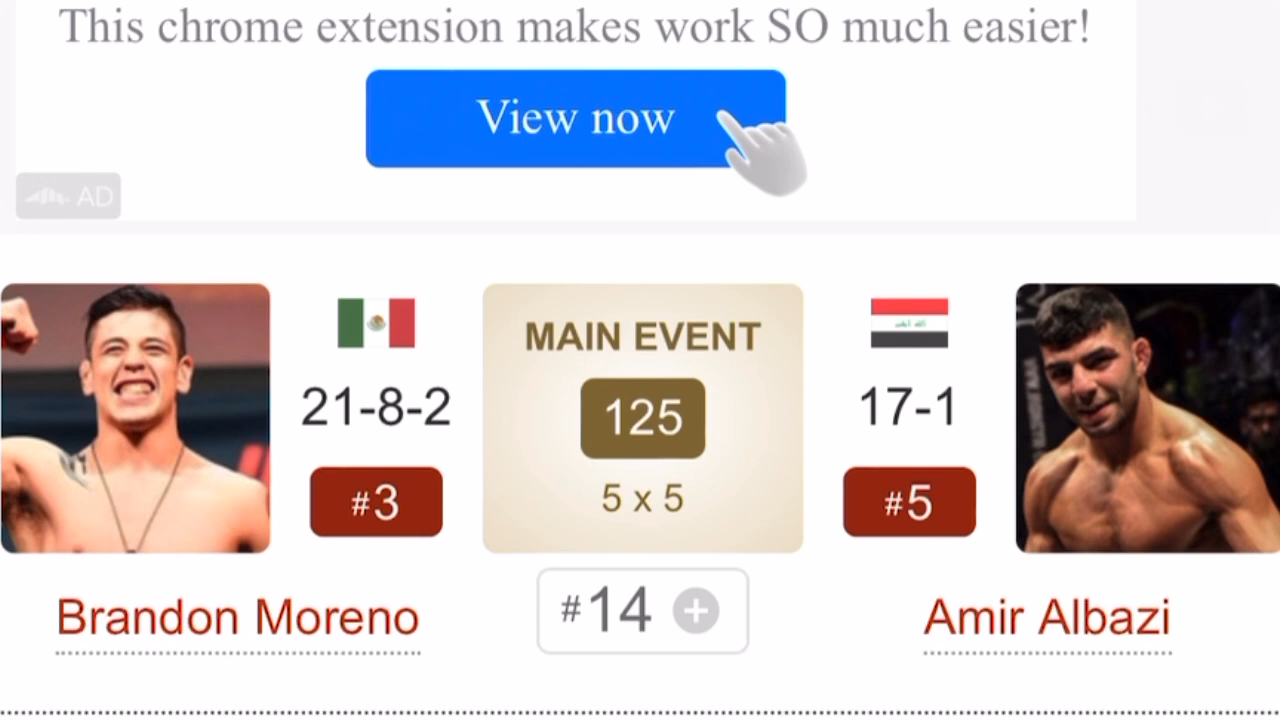 This chrome extension makes work SO much easier!
View now
AD
MAIN EVENT
21-8-2
125
17-1
#3
5 x 5
#5
Brandon Moreno
#14 +
Amir Albazi